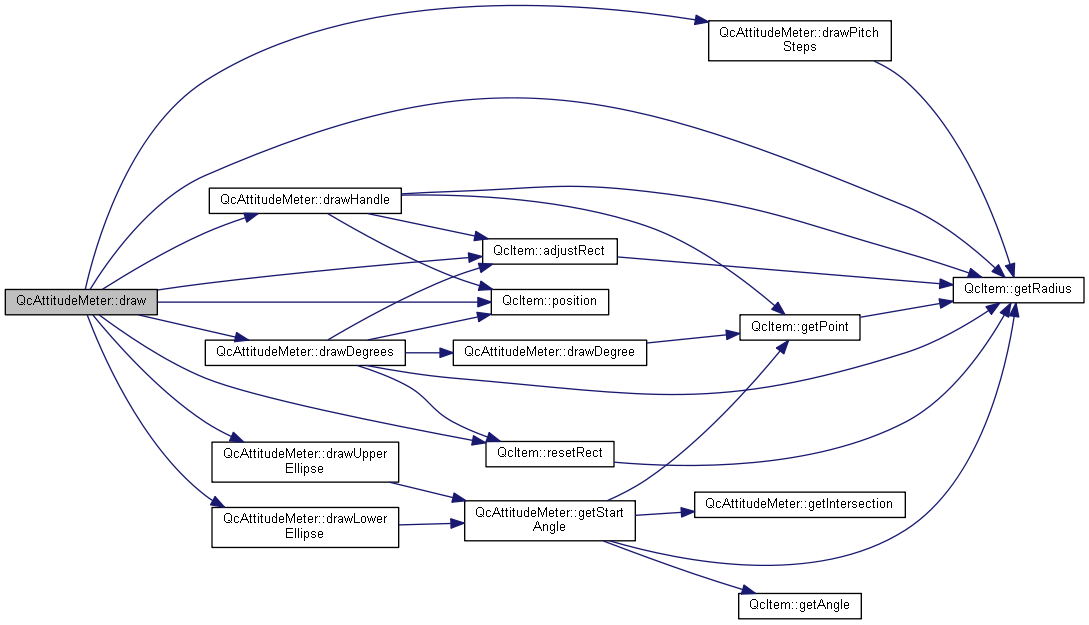 QcAttitudeMeter::drawPitch
Steps
QcAttitudeMeter::drawHandle
QcItem::adjustRect
QcAttitudeMeter::draw
QcItem::position
QcItem::getRadius
QcItem::getPoint
QcAttitudeMeter::drawDegrees
QcAttitudeMeter::drawDegree
QcAttitudeMeter::drawUpper
Ellipse
QcItem::resetRect
QcAttitudeMeter::drawLower
Ellipse
QcAttitudeMeter::getStart
Angle
QcAttitudeMeter::getIntersection
QcItem::getAngle